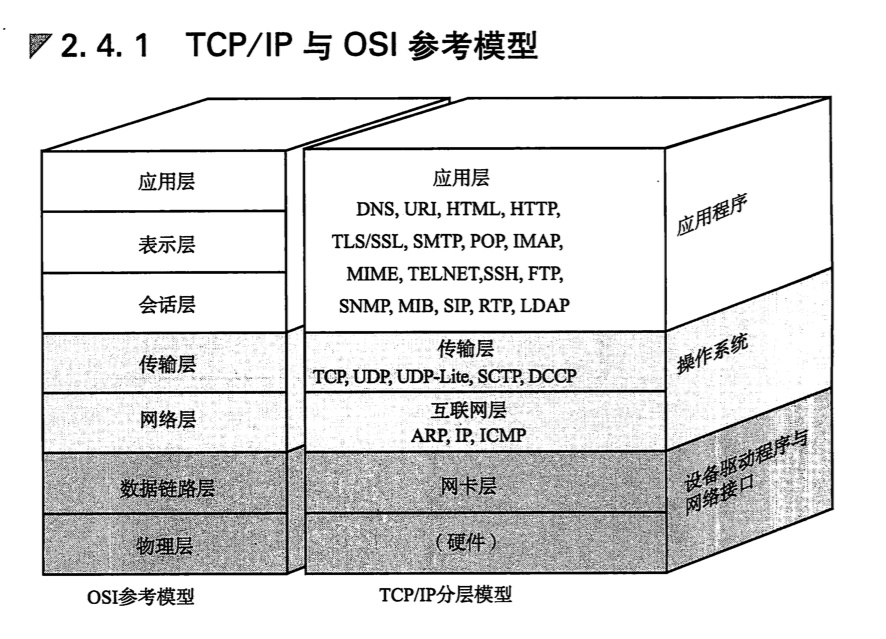 2. 4. 1 TCP/IP 与 OSI 参考模型
应用层
表示层
会话层
传输层
网络层
数据链路层
物理层
OSI参考模型
应用层
DNS, URI, HTML, HTTP,
TLS/SSL, SMTP, POP, IMAP,
MIME, TELNET,SSH, FTP,
SNMP, MIB, SIP, RTP, LDAP
传输层
TCP, UDP, UDP-Lite, SCTP, DCCP
互联网层
ARP, IP, ICMP
网卡层
（硬件）
TCP/IP分层模型
应用程序
操作系统
设备驱动程序与
网络接口